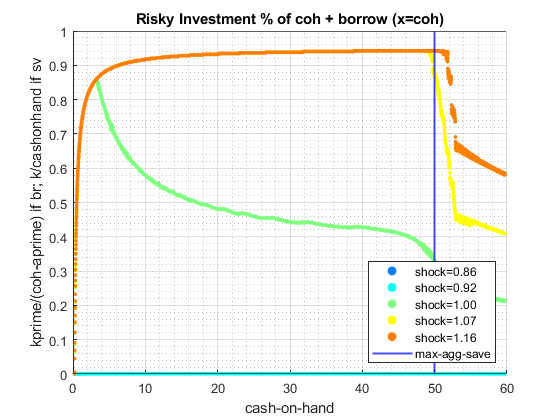 Risky Investment % of coh + borrow (x=coh)
kprime/(coh-aprime) if br; k/cashonhand if sv
1
0.9
0.8
0.7
0.6
0.5
0.4
0.3
0.2
0.1
0
0 10 20 30 40 50 60
cash-on-hand
shock=0.86
shock=0.92
shock=1.00
shock=1.07
shock=1.16
max-agg-save